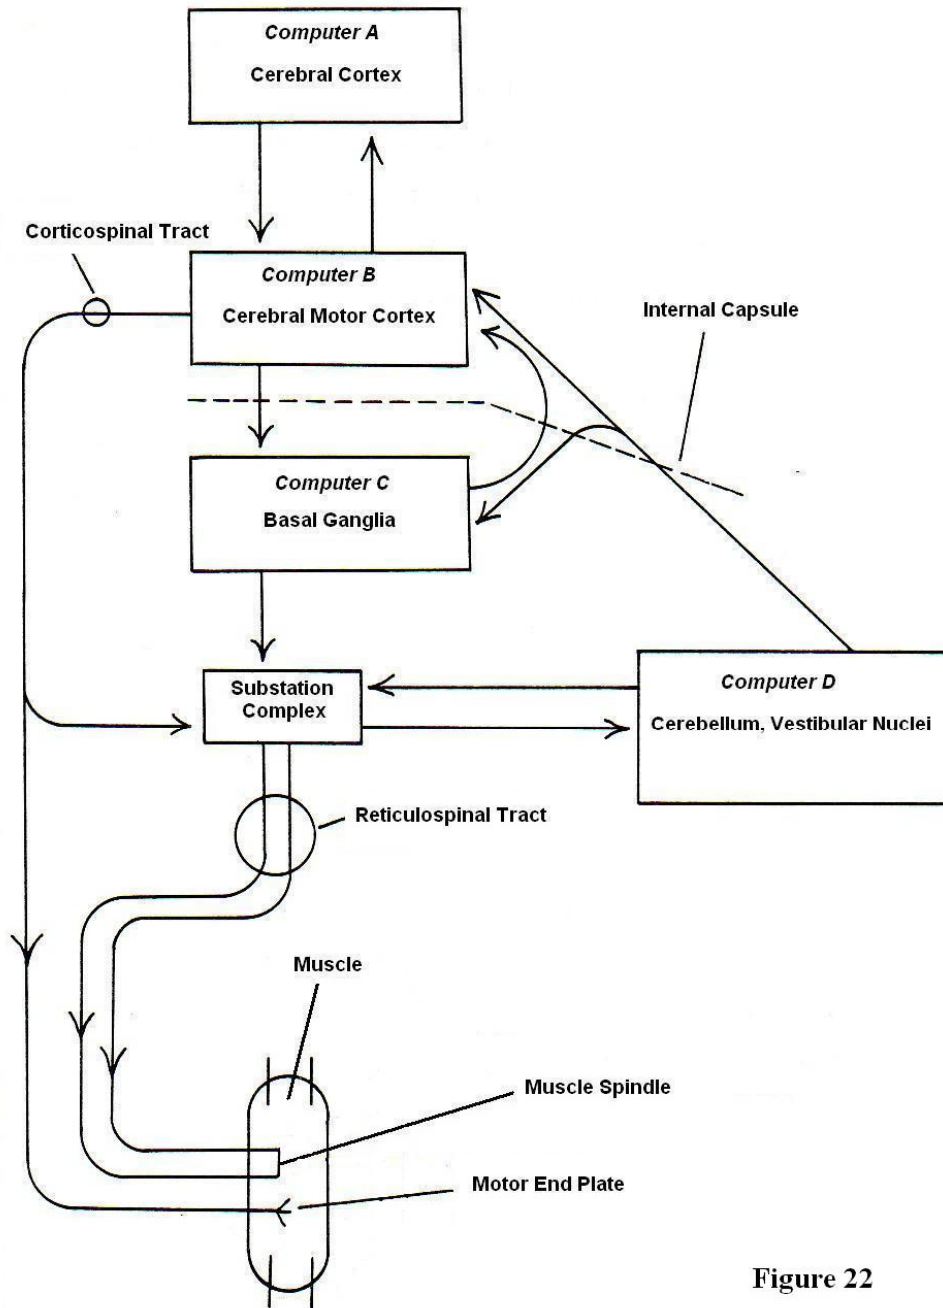 Computer A
Cerebral Cortex
Corticospinal Tract
Computer B
Cerebral Motor Cortex
Internal Capsule
Computer C
Basal Ganglia
Substation
Complex
Computer D
Cerebellum, Vestibular Nuclei
Reticulospinal Tract
Muscle
Muscle Spindle
Motor End Plate
Figure 22